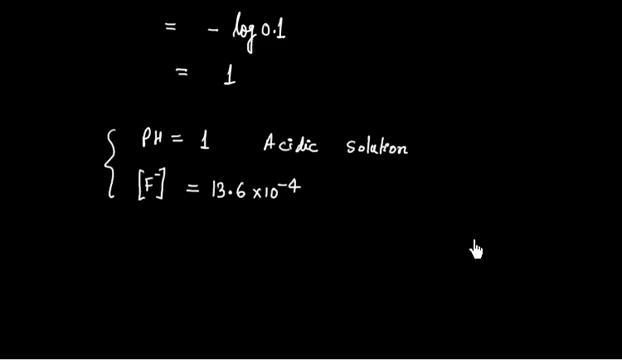 = - log 0.1
= 1
PH = 1 Acidic Solution
[F⁻] = 13.6 × 10⁻⁴